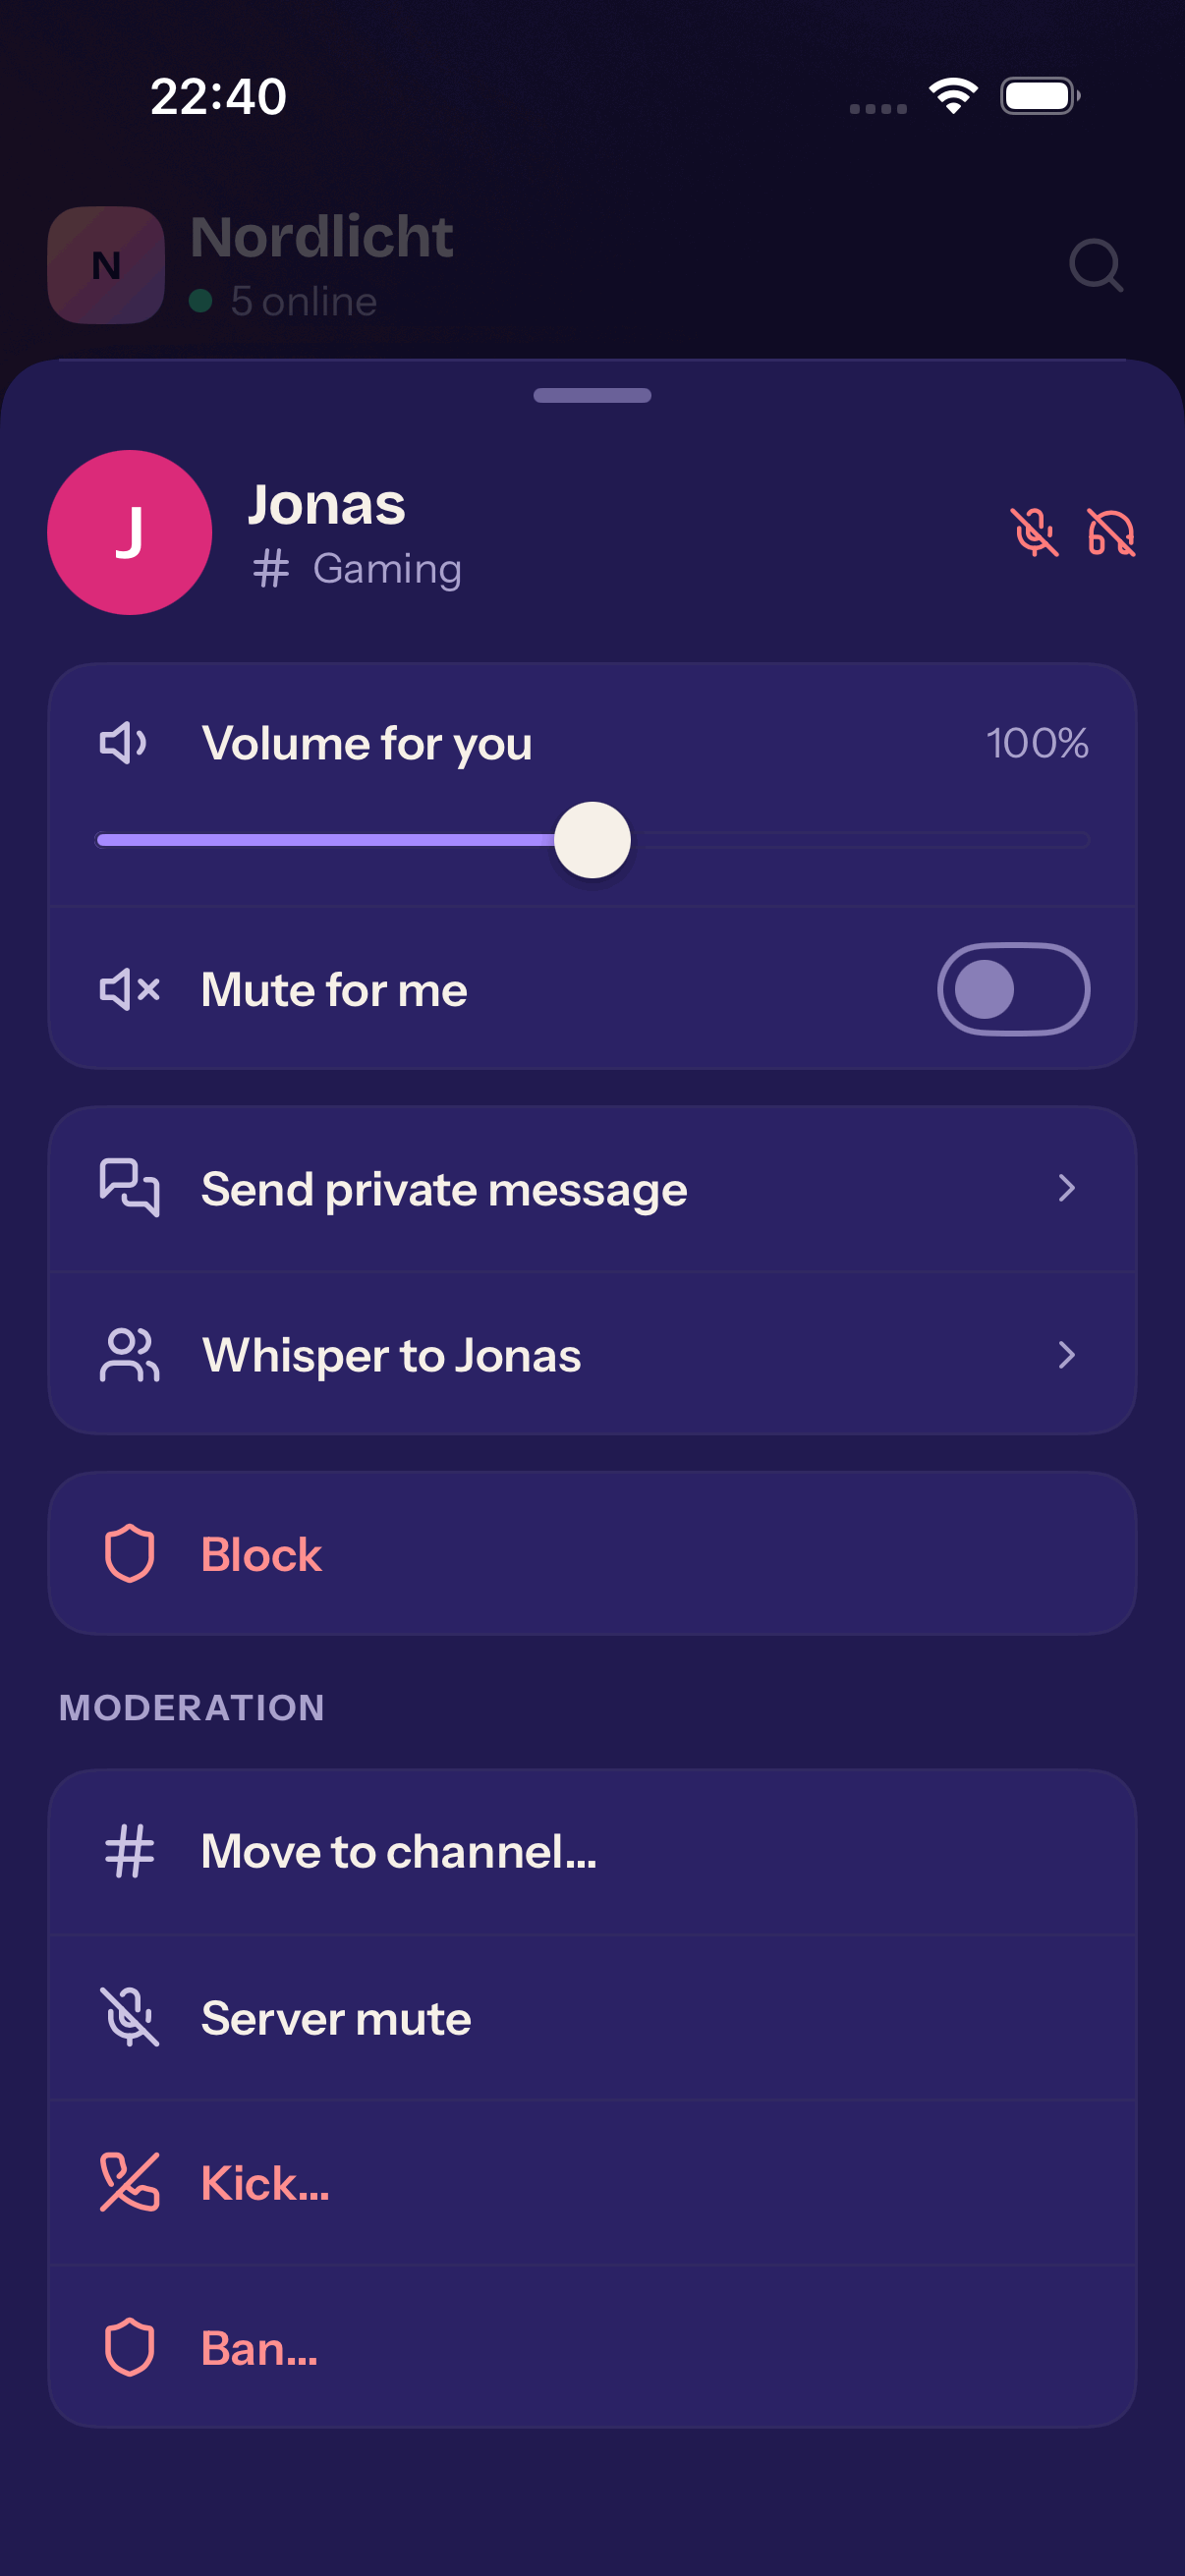 22:40
N
Nordlicht
5 online
J
Jonas
Gaming
Volume for you
100%
Mute for me
Send private message
Whisper to Jonas
Block
MODERATION
Move to channel...
Server mute
Kick...
Ban...